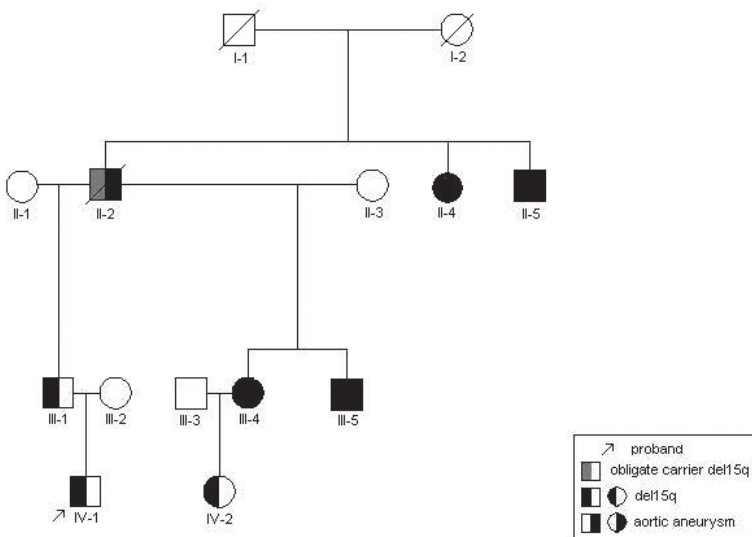 I-1 I-2
II-1 II-2 II-3 II-4 II-5
III-1 III-2 III-3 III-4 III-5
IV-1 IV-2
proband
obligate carrier del15q
del15q
aortic aneurysm